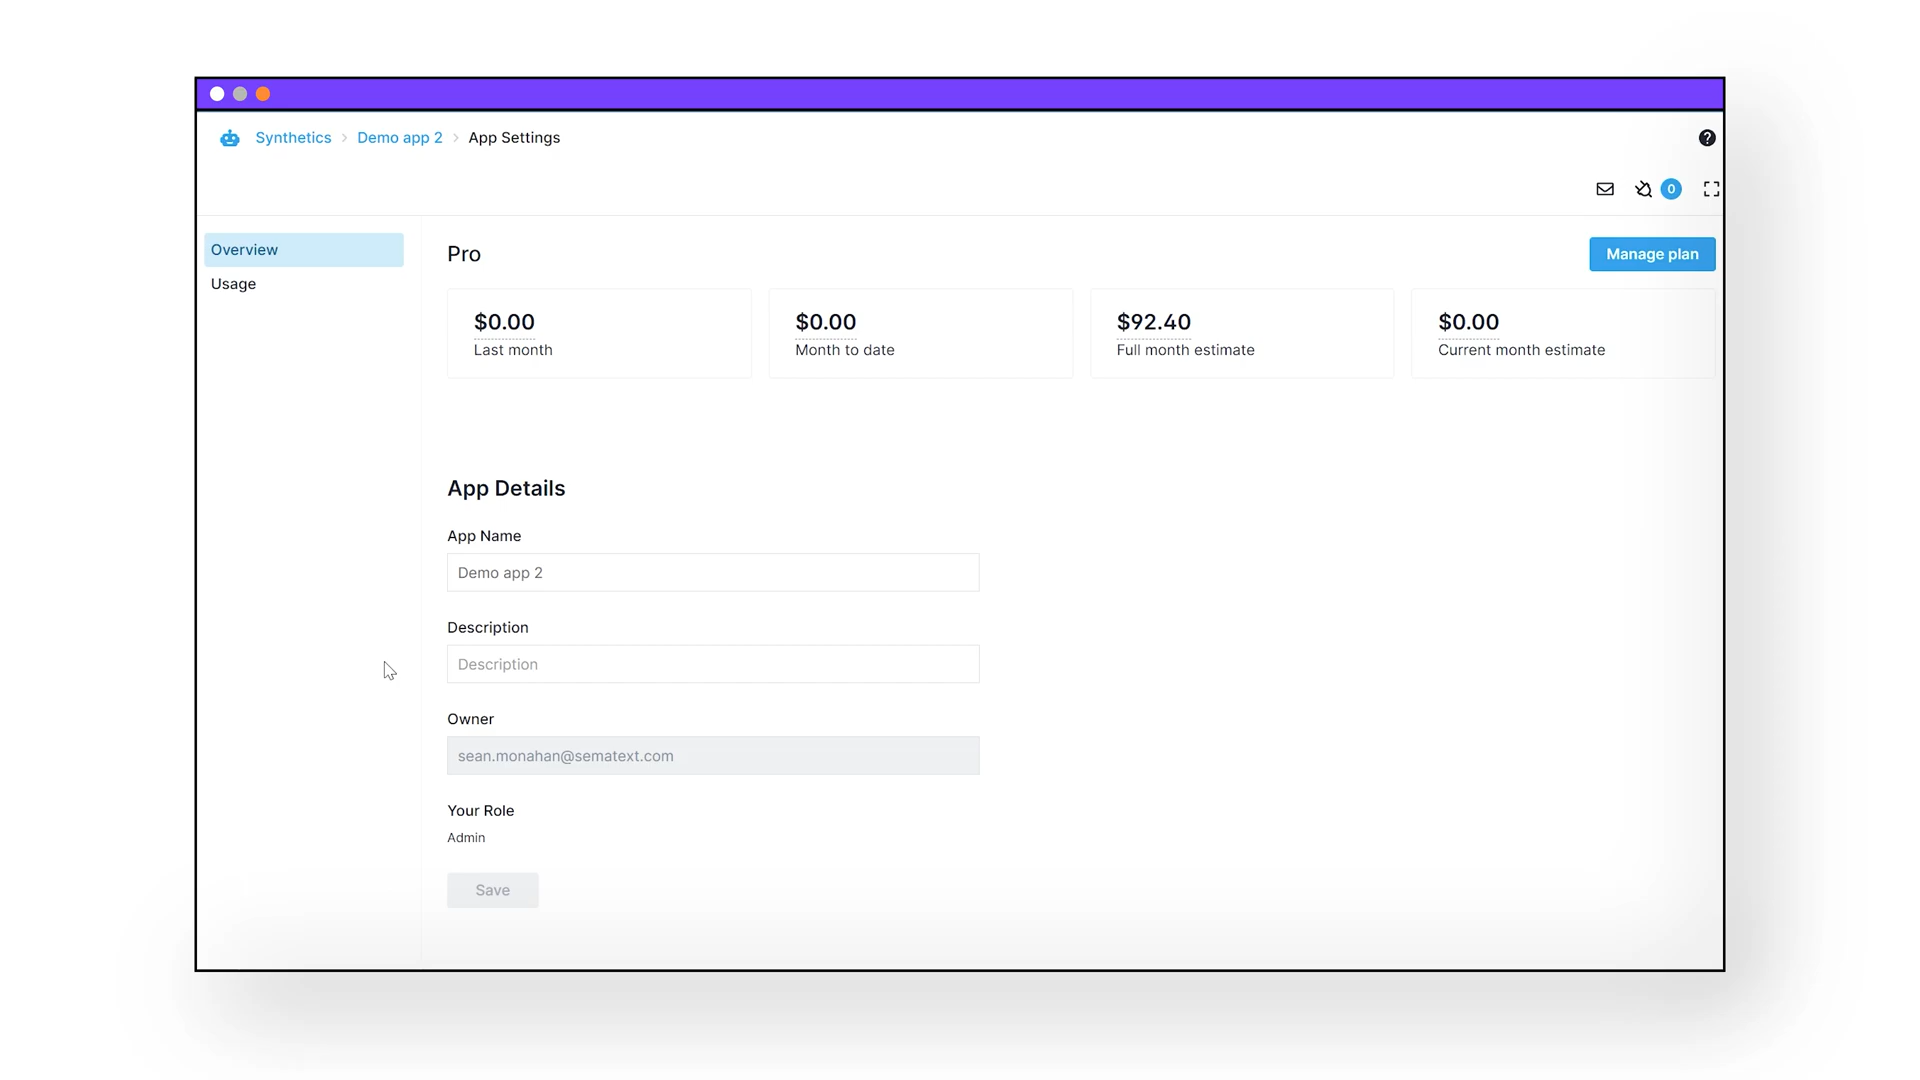 Synthetics > Demo app 2 > App Settings
?
0
Overview
Usage
Pro
Manage plan
$0.00
Last month
$0.00
Month to date
$92.40
Full month estimate
$0.00
Current month estimate
App Details
App Name
Demo app 2
Description
Description
Owner
sean.monahan@sematext.com
Your Role
Admin
Save